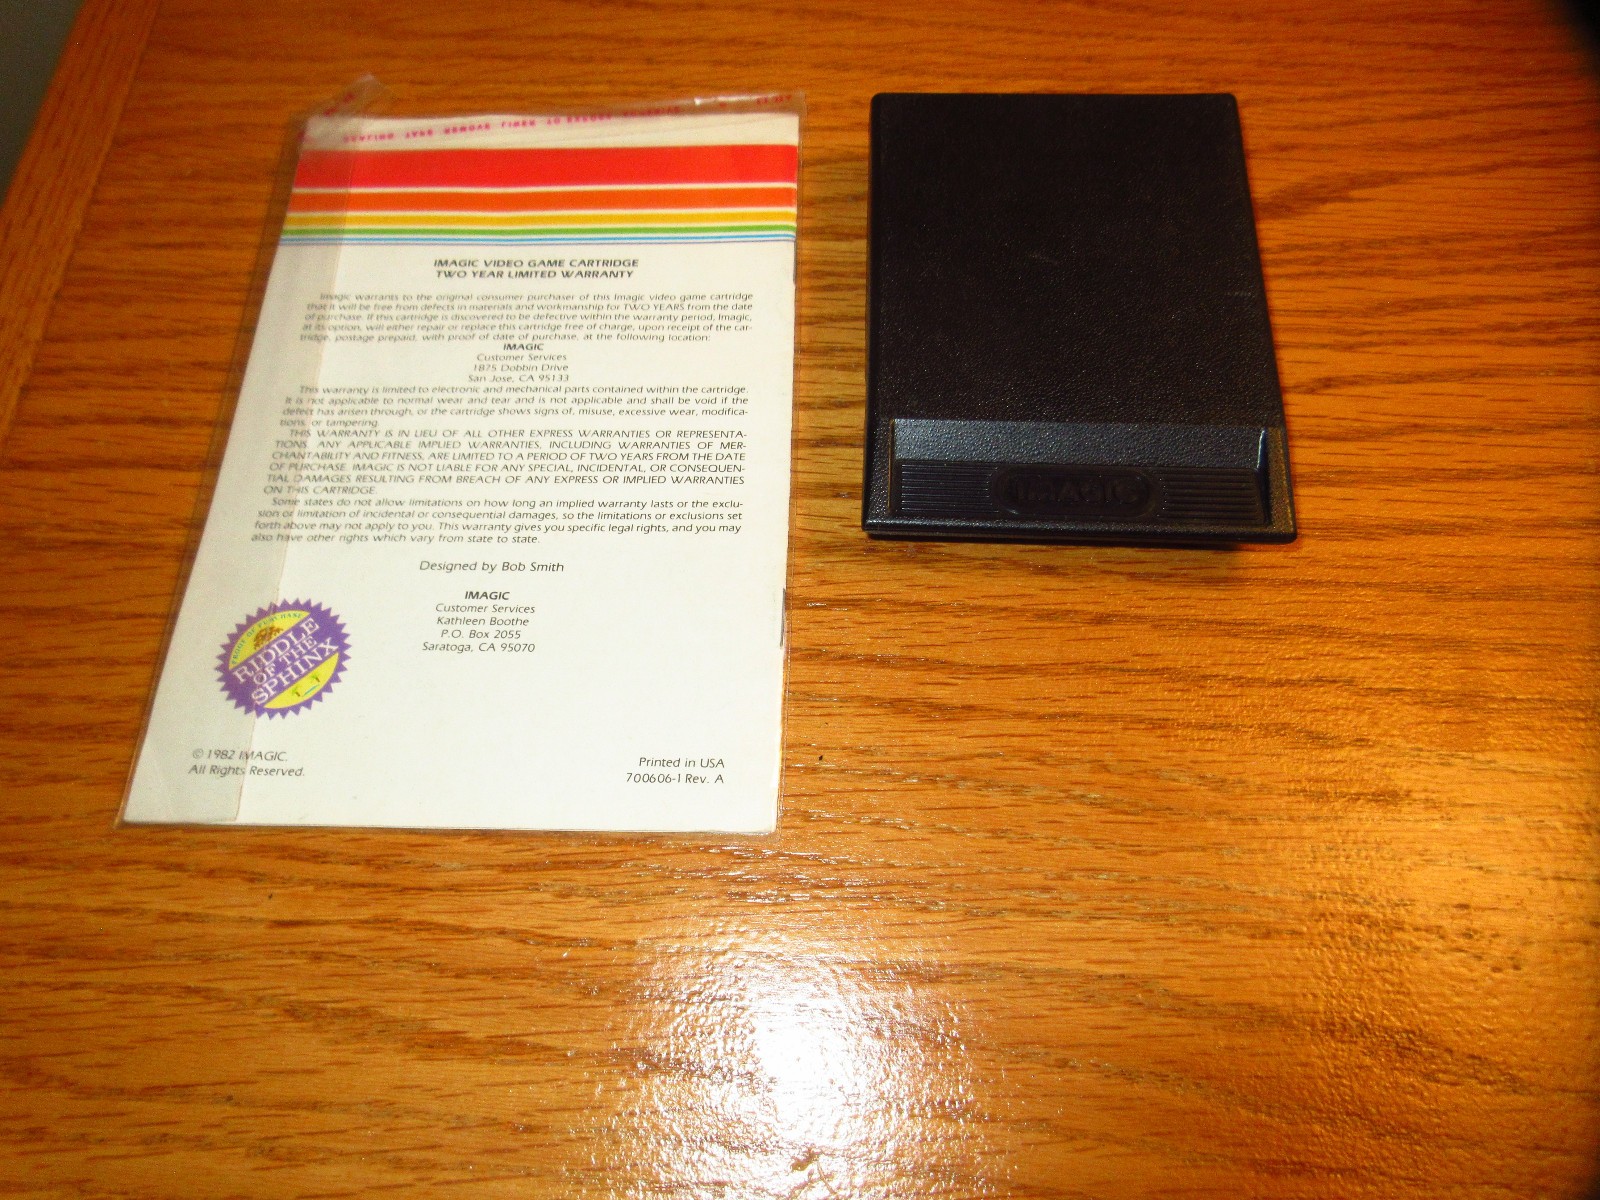 IMAGIC VIDEO GAME CARTRIDGE
TWO YEAR LIMITED WARRANTY
Imagic warrants to the original consumer purchaser of this Imagic video game cartridge
that it will be free from defects in materials and workmanship for TWO YEARS from the date
of purchase. If this cartridge is discovered to be defective within the warranty period, Imagic,
at its option, will either repair or replace this cartridge free of charge, upon receipt of the car-
tridge, postage prepaid, with proof of date of purchase, at the following location:
IMAGIC
Customer Services
1875 Dobbin Drive
San Jose, CA 95133
This warranty is limited to electronic and mechanical parts contained within the cartridge.
It is not applicable to normal wear and tear and is not applicable and shall be void if the
defect has arisen through, or the cartridge shows signs of, misuse, excessive wear, modifica-
tions, or tampering.
THIS WARRANTY IS IN LIEU OF ALL OTHER EXPRESS WARRANTIES OR REPRESENTA-
TIONS. ANY APPLICABLE IMPLIED WARRANTIES, INCLUDING WARRANTIES OF MER-
CHANTABILITY AND FITNESS, ARE LIMITED TO A PERIOD OF TWO YEARS FROM THE DATE
OF PURCHASE. IMAGIC IS NOT LIABLE FOR ANY SPECIAL, INCIDENTAL, OR CONSEQUEN-
TIAL DAMAGES RESULTING FROM BREACH OF ANY EXPRESS OR IMPLIED WARRANTIES
ON THIS CARTRIDGE.
Some states do not allow limitations on how long an implied warranty lasts or the exclu-
sion or limitation of incidental or consequential damages, so the limitations or exclusions set
forth above may not apply to you. This warranty gives you specific legal rights, and you may
also have other rights which vary from state to state.
Designed by Bob Smith
IMAGIC
Customer Services
Kathleen Boothe
P.O. Box 2055
Saratoga, CA 95070
PROOF OF PURCHASE
RIDDLE
OF THE
SPHINX
© 1982 IMAGIC.
All Rights Reserved.
Printed in USA
700606-1 Rev. A
IMAGIC